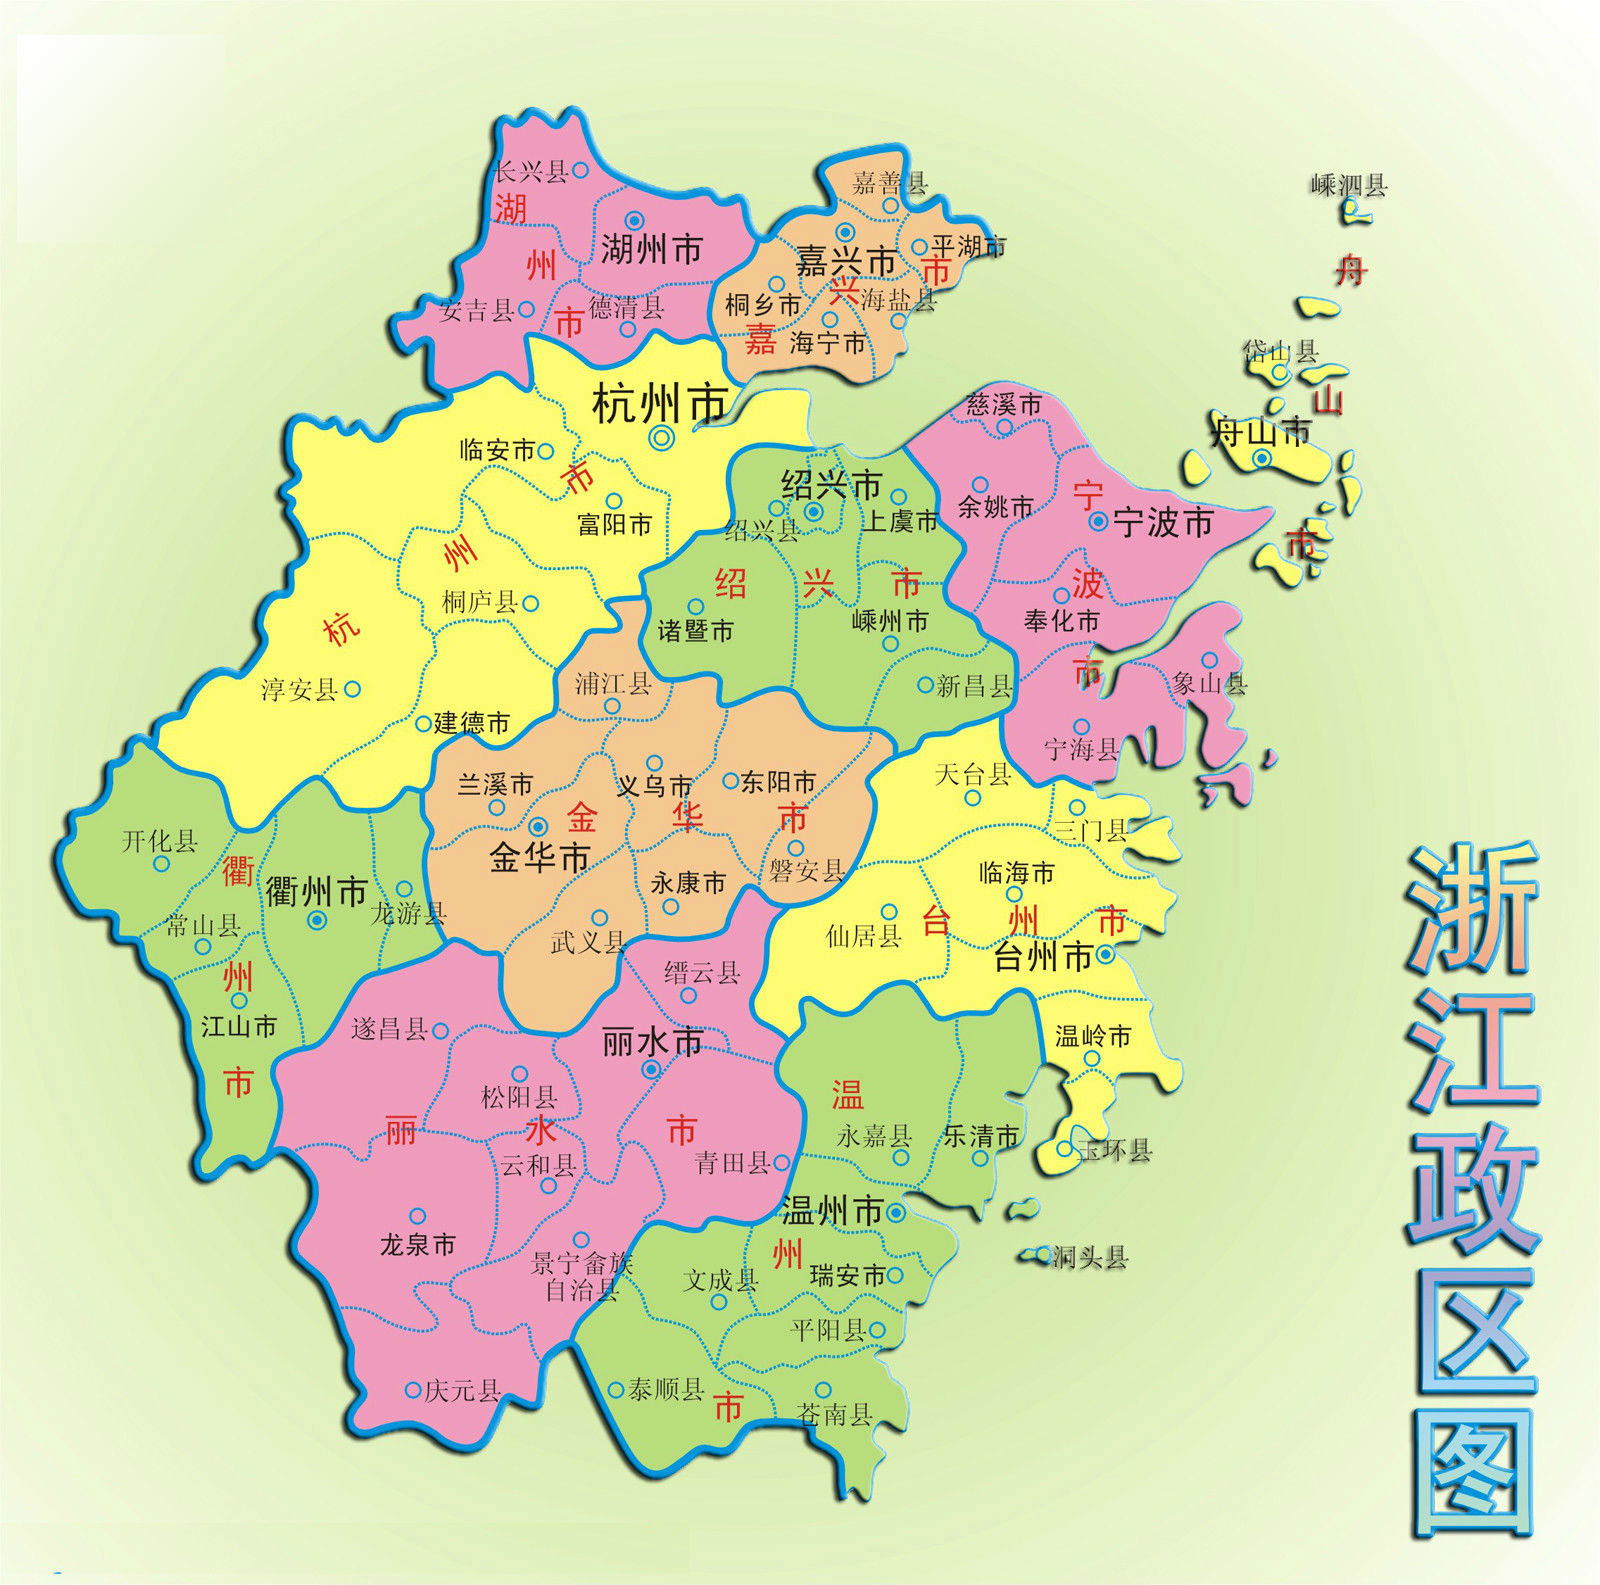 长兴县
湖州市
湖州市
安吉县
德清县
嘉善县
嘉兴市
平湖市
桐乡市
嘉兴市
海盐县
海宁市
嵊泗县
岱山县
舟山市
舟山市
杭州市
临安市
富阳市
杭州市
桐庐县
淳安县
建德市
绍兴市
绍兴县
上虞市
绍兴市
诸暨市
嵊州市
新昌县
慈溪市
余姚市
宁波市
宁波市
奉化市
象山县
宁海县
浦江县
兰溪市
义乌市
东阳市
金华市
金华市
磐安县
永康市
武义县
开化县
衢州市
衢州市
龙游县
常山县
江山市
天台县
三门县
临海市
仙居县
台州市
台州市
温岭市
玉环县
缙云县
遂昌县
丽水市
松阳县
丽水市
云和县
青田县
龙泉市
景宁畲族
自治县
庆元县
温州市
永嘉县
乐清市
温州市
洞头县
文成县
瑞安市
平阳县
泰顺县
苍南县
浙江政区图